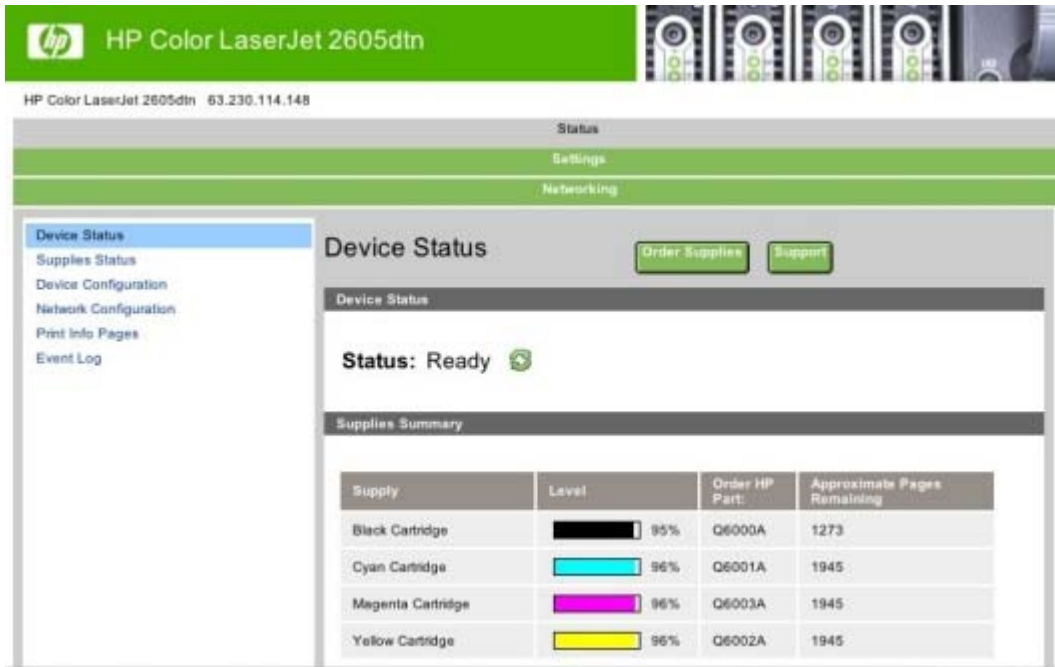 hp HP Color LaserJet 2605dtn
HP Color LaserJet 2605dtn 63.230.114.148
Status
Settings
Networking
Device Status
Supplies Status
Device Configuration
Network Configuration
Print Info Pages
Event Log
Device Status
Order Supplies Support
Device Status
Status: Ready
Supplies Summary
Supply Level Order HP Part: Approximate Pages Remaining
Black Cartridge 95% Q6000A 1273
Cyan Cartridge 96% Q6001A 1945
Magenta Cartridge 96% Q6003A 1945
Yellow Cartridge 96% Q6002A 1945